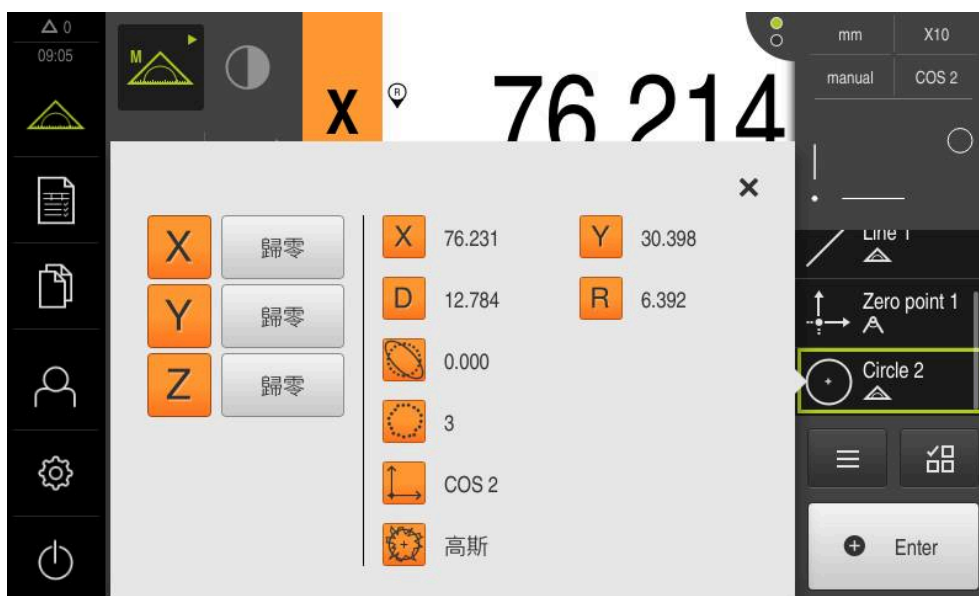 0
09:05
M
X
R
76.214
mm
X10
manual
COS 2
X 歸零
Y 歸零
Z 歸零
X 76.231
Y 30.398
D 12.784
R 6.392
0.000
3
COS 2
高斯
Line 1
Zero point 1
Circle 2
Enter